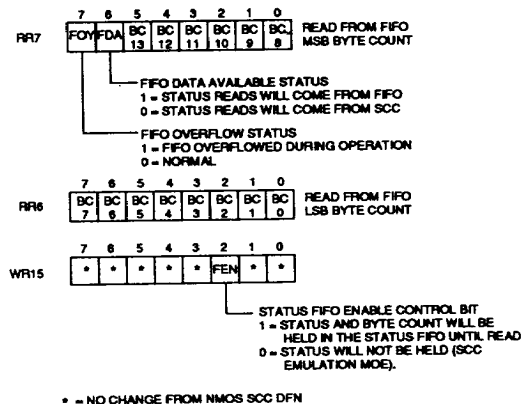 7 6 5 4 3 2 1 0
RR7 FOY FDA BC 13 BC 12 BC 11 BC 10 BC 9 BC 8 READ FROM FIFO
MSB BYTE COUNT
FIFO DATA AVAILABLE STATUS
1 = STATUS READS WILL COME FROM FIFO
0 = STATUS READS WILL COME FROM SCC
FIFO OVERFLOW STATUS
1 = FIFO OVERFLOWED DURING OPERATION
0 = NORMAL
7 6 5 4 3 2 1 0
RR6 BC 7 BC 6 BC 5 BC 4 BC 3 BC 2 BC 1 BC 0 READ FROM FIFO
LSB BYTE COUNT
7 6 5 4 3 2 1 0
WR15 * * * * * FEN * *
STATUS FIFO ENABLE CONTROL BIT
1 = STATUS AND BYTE COUNT WILL BE
HELD IN THE STATUS FIFO UNTIL READ
0 = STATUS WILL NOT BE HELD (SCC
EMULATION MOE).
* = NO CHANGE FROM NMOS SCC DFN